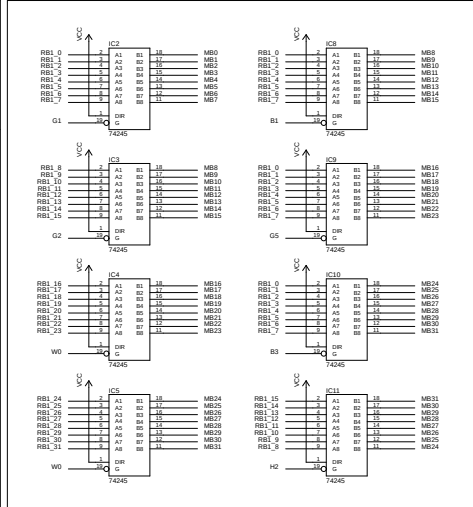 VCC
IC2
RB1_0 2 A1 B1 18 MB0
RB1_1 3 A2 B2 17 MB1
RB1_2 4 A3 B3 16 MB2
RB1_3 5 A4 B4 15 MB3
RB1_4 6 A5 B5 14 MB4
RB1_5 7 A6 B6 13 MB5
RB1_6 8 A7 B7 12 MB6
RB1_7 9 A8 B8 11 MB7
1 DIR
G1 19 G
74245
VCC
IC3
RB1_8 2 A1 B1 18 MB8
RB1_9 3 A2 B2 17 MB9
RB1_10 4 A3 B3 16 MB10
RB1_11 5 A4 B4 15 MB11
RB1_12 6 A5 B5 14 MB12
RB1_13 7 A6 B6 13 MB13
RB1_14 8 A7 B7 12 MB14
RB1_15 9 A8 B8 11 MB15
1 DIR
G2 19 G
74245
VCC
IC4
RB1_16 2 A1 B1 18 MB16
RB1_17 3 A2 B2 17 MB17
RB1_18 4 A3 B3 16 MB18
RB1_19 5 A4 B4 15 MB19
RB1_20 6 A5 B5 14 MB20
RB1_21 7 A6 B6 13 MB21
RB1_22 8 A7 B7 12 MB22
RB1_23 9 A8 B8 11 MB23
1 DIR
W0 19 G
74245
VCC
IC5
RB1_24 2 A1 B1 18 MB24
RB1_25 3 A2 B2 17 MB25
RB1_26 4 A3 B3 16 MB26
RB1_27 5 A4 B4 15 MB27
RB1_28 6 A5 B5 14 MB28
RB1_29 7 A6 B6 13 MB29
RB1_30 8 A7 B7 12 MB30
RB1_31 9 A8 B8 11 MB31
1 DIR
W0 19 G
74245
VCC
IC8
RB1_0 2 A1 B1 18 MB8
RB1_1 3 A2 B2 17 MB9
RB1_2 4 A3 B3 16 MB10
RB1_3 5 A4 B4 15 MB11
RB1_4 6 A5 B5 14 MB12
RB1_5 7 A6 B6 13 MB13
RB1_6 8 A7 B7 12 MB14
RB1_7 9 A8 B8 11 MB15
1 DIR
B1 19 G
74245
VCC
IC9
RB1_0 2 A1 B1 18 MB16
RB1_1 3 A2 B2 17 MB17
RB1_2 4 A3 B3 16 MB18
RB1_3 5 A4 B4 15 MB19
RB1_4 6 A5 B5 14 MB20
RB1_5 7 A6 B6 13 MB21
RB1_6 8 A7 B7 12 MB22
RB1_7 9 A8 B8 11 MB23
1 DIR
G5 19 G
74245
VCC
IC10
RB1_0 2 A1 B1 18 MB24
RB1_1 3 A2 B2 17 MB25
RB1_2 4 A3 B3 16 MB26
RB1_3 5 A4 B4 15 MB27
RB1_4 6 A5 B5 14 MB28
RB1_5 7 A6 B6 13 MB29
RB1_6 8 A7 B7 12 MB30
RB1_7 9 A8 B8 11 MB31
1 DIR
B3 19 G
74245
VCC
IC11
RB1_15 2 A1 B1 18 MB31
RB1_14 3 A2 B2 17 MB30
RB1_13 4 A3 B3 16 MB29
RB1_12 5 A4 B4 15 MB28
RB1_11 6 A5 B5 14 MB27
RB1_10 7 A6 B6 13 MB26
RB1_9 8 A7 B7 12 MB25
RB1_8 9 A8 B8 11 MB24
1 DIR
H2 19 G
74245